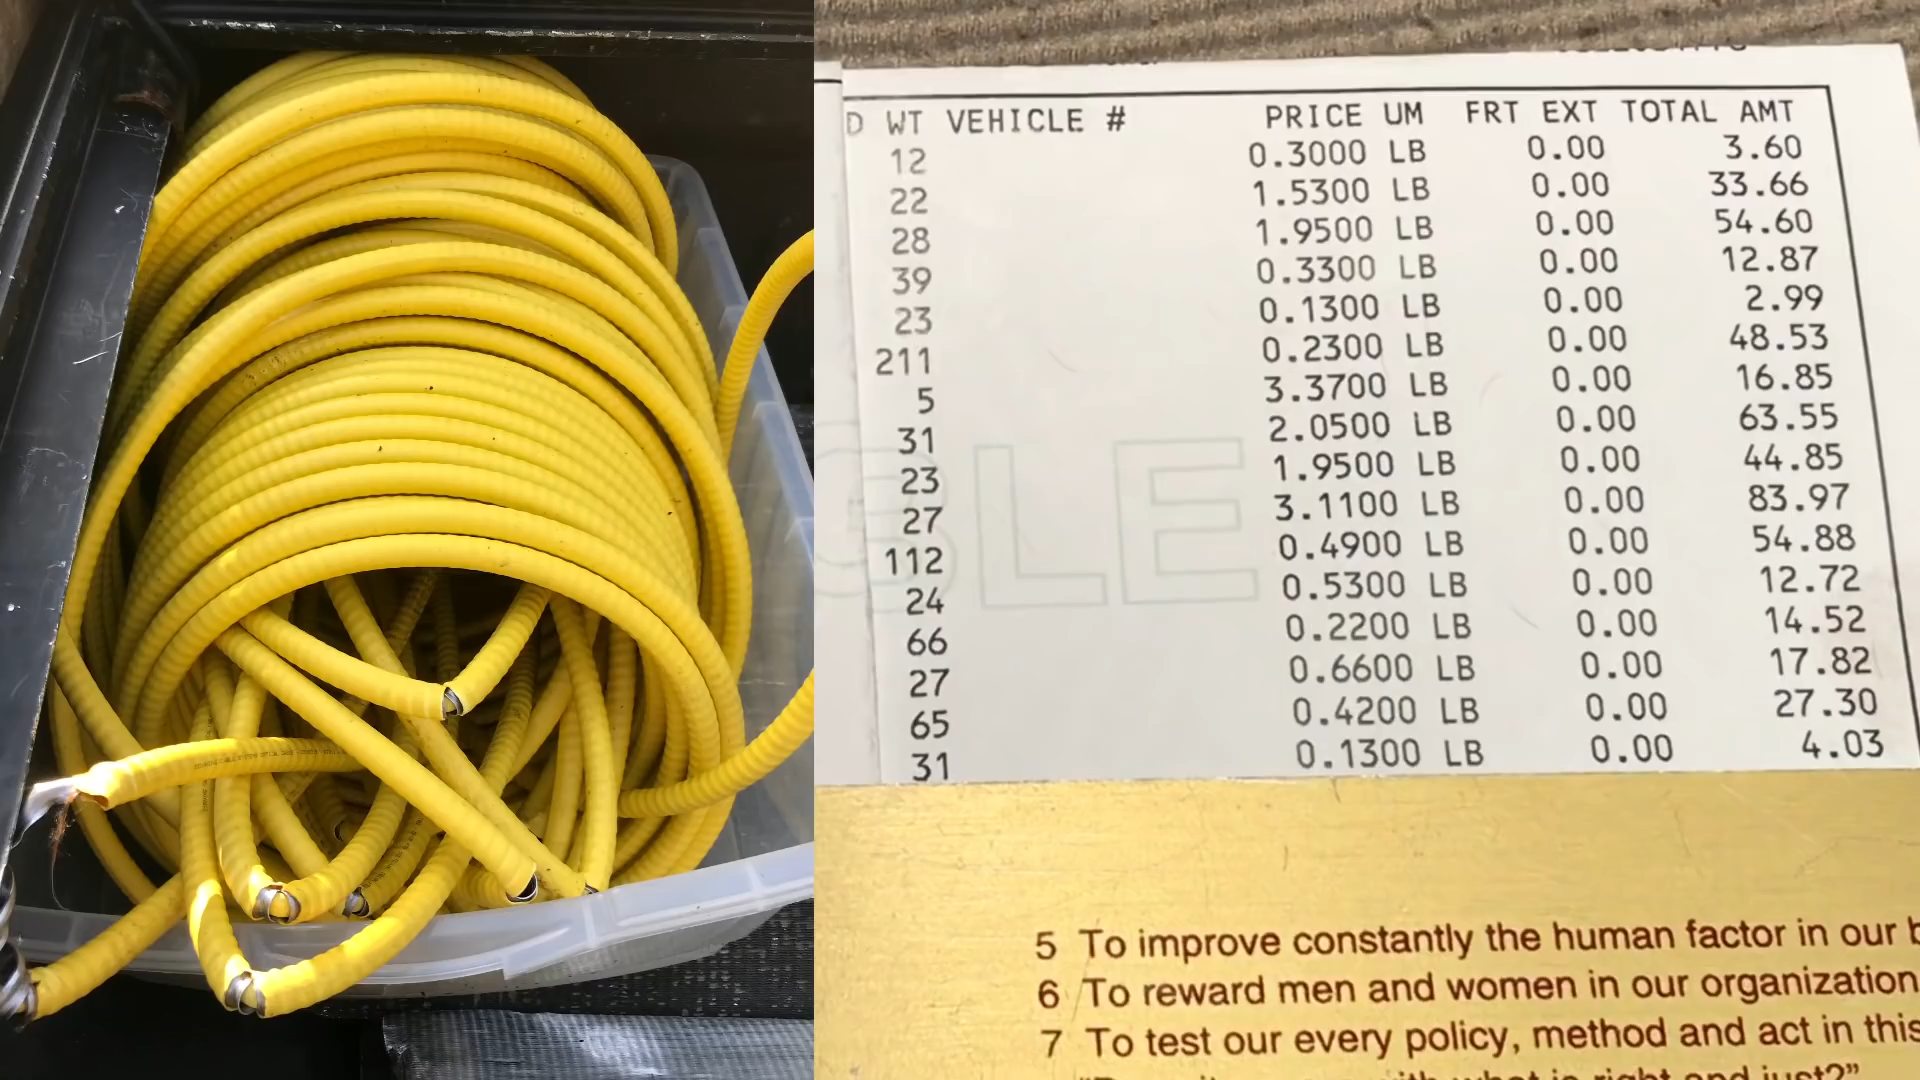 WT VEHICLE # PRICE UM FRT EXT TOTAL AMT
12 0.3000 LB 0.00 3.60
22 1.5300 LB 0.00 33.66
28 1.9500 LB 0.00 54.60
39 0.3300 LB 0.00 12.87
23 0.1300 LB 0.00 2.99
211 0.2300 LB 0.00 48.53
5 3.3700 LB 0.00 16.85
31 2.0500 LB 0.00 63.55
23 1.9500 LB 0.00 44.85
27 3.1100 LB 0.00 83.97
112 0.4900 LB 0.00 54.88
24 0.5300 LB 0.00 12.72
66 0.2200 LB 0.00 14.52
27 0.6600 LB 0.00 17.82
65 0.4200 LB 0.00 27.30
31 0.1300 LB 0.00 4.03
GLE
5 To improve constantly the human factor in our
6 To reward men and women in our organization
7 To test our every policy, method and act in this
with what is right and just?"